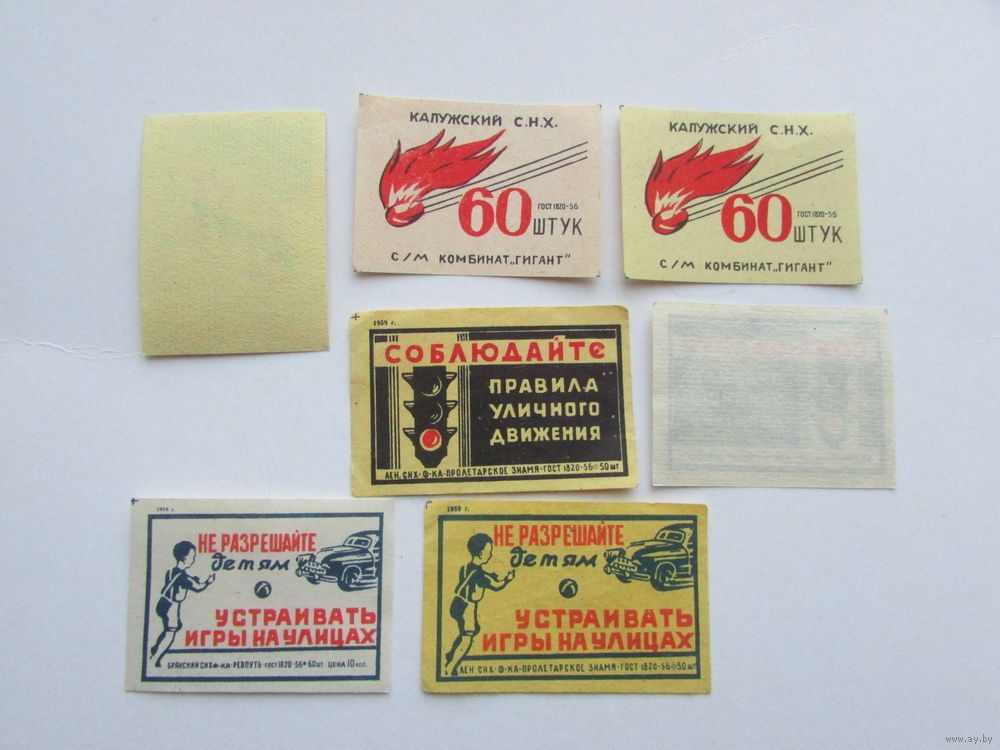 КАЛУЖСКИЙ С.Н.Х.
60
ГОСТ 1820-56
ШТУК
С/М КОМБИНАТ „ГИГАНТ"
КАЛУЖСКИЙ С.Н.Х.
60
ГОСТ 1820-56
ШТУК
С/М КОМБИНАТ „ГИГАНТ"
1959 г.
СОБЛЮДАЙТЕ
ПРАВИЛА
УЛИЧНОГО
ДВИЖЕНИЯ
ЛЕН. СНХ-Ф-КА-ПРОЛЕТАРСКОЕ ЗНАМЯ-ГОСТ 1820-56 50 шт
1959 г.
НЕ РАЗРЕШАЙТЕ
детям
УСТРАИВАТЬ
ИГРЫ НА УЛИЦАХ
БРЯНСКИЙ СНХ Ф-КА-РЕВПУТЬ-ГОСТ 1820-56 60 шт. ЦЕНА 10 КОП.
1959 г.
НЕ РАЗРЕШАЙТЕ
детям
УСТРАИВАТЬ
ИГРЫ НА УЛИЦАХ
ЛЕН. СНХ-Ф-КА-ПРОЛЕТАРСКОЕ ЗНАМЯ-ГОСТ 1820-56 50 шт
www.ay.by